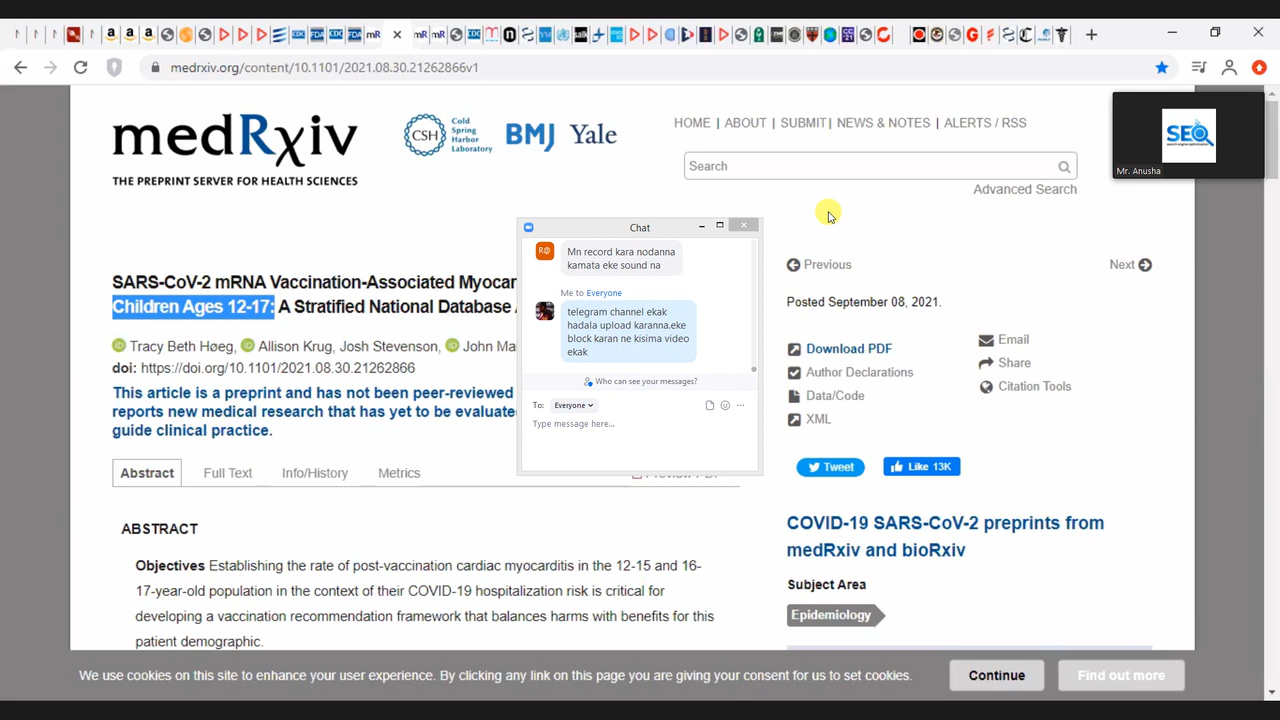 medrxiv.org/content/10.1101/2021.08.30.21262866v1
medRxiv
THE PREPRINT SERVER FOR HEALTH SCIENCES
CSH
Cold
Spring
Harbor
Laboratory
BMJ
Yale
HOME | ABOUT | SUBMIT| NEWS & NOTES | ALERTS / RSS
Search
Advanced Search
SEO
Mr. Anusha
Previous
Next
Posted September 08, 2021.
Download PDF
Author Declarations
Data/Code
XML
Email
Share
Citation Tools
Tweet
Like 13K
COVID-19 SARS-CoV-2 preprints from
medRxiv and bioRxiv
Subject Area
Epidemiology
SARS-CoV-2 mRNA Vaccination-Associated Myocar
Children Ages 12-17: A Stratified National Database
Tracy Beth Høeg, Allison Krug, Josh Stevenson, John Ma
doi: https://doi.org/10.1101/2021.08.30.21262866
This article is a preprint and has not been peer-reviewed
reports new medical research that has yet to be evaluate
guide clinical practice.
Abstract Full Text Info/History Metrics
ABSTRACT
Objectives Establishing the rate of post-vaccination cardiac myocarditis in the 12-15 and 16-
17-year-old population in the context of their COVID-19 hospitalization risk is critical for
developing a vaccination recommendation framework that balances harms with benefits for this
patient demographic.
Chat
R@
Mn record kara nodanna
kamata eke sound na
Me to Everyone
telegram channel ekak
hadala upload karanna.eke
block karan ne kisima video
ekak
Who can see your messages?
To: Everyone
Type message here...
We use cookies on this site to enhance your user experience. By clicking any link on this page you are giving your consent for us to set cookies.
Continue
Find out more